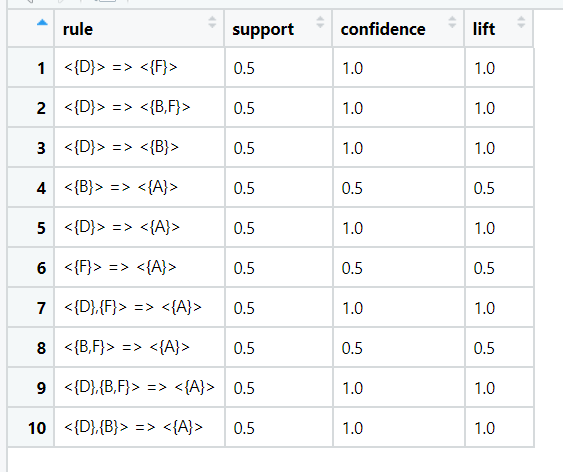 rule support confidence lift
1 <{D}> => <{F}> 0.5 1.0 1.0
2 <{D}> => <{B,F}> 0.5 1.0 1.0
3 <{D}> => <{B}> 0.5 1.0 1.0
4 <{B}> => <{A}> 0.5 0.5 0.5
5 <{D}> => <{A}> 0.5 1.0 1.0
6 <{F}> => <{A}> 0.5 0.5 0.5
7 <{D},{F}> => <{A}> 0.5 1.0 1.0
8 <{B,F}> => <{A}> 0.5 0.5 0.5
9 <{D},{B,F}> => <{A}> 0.5 1.0 1.0
10 <{D},{B}> => <{A}> 0.5 1.0 1.0